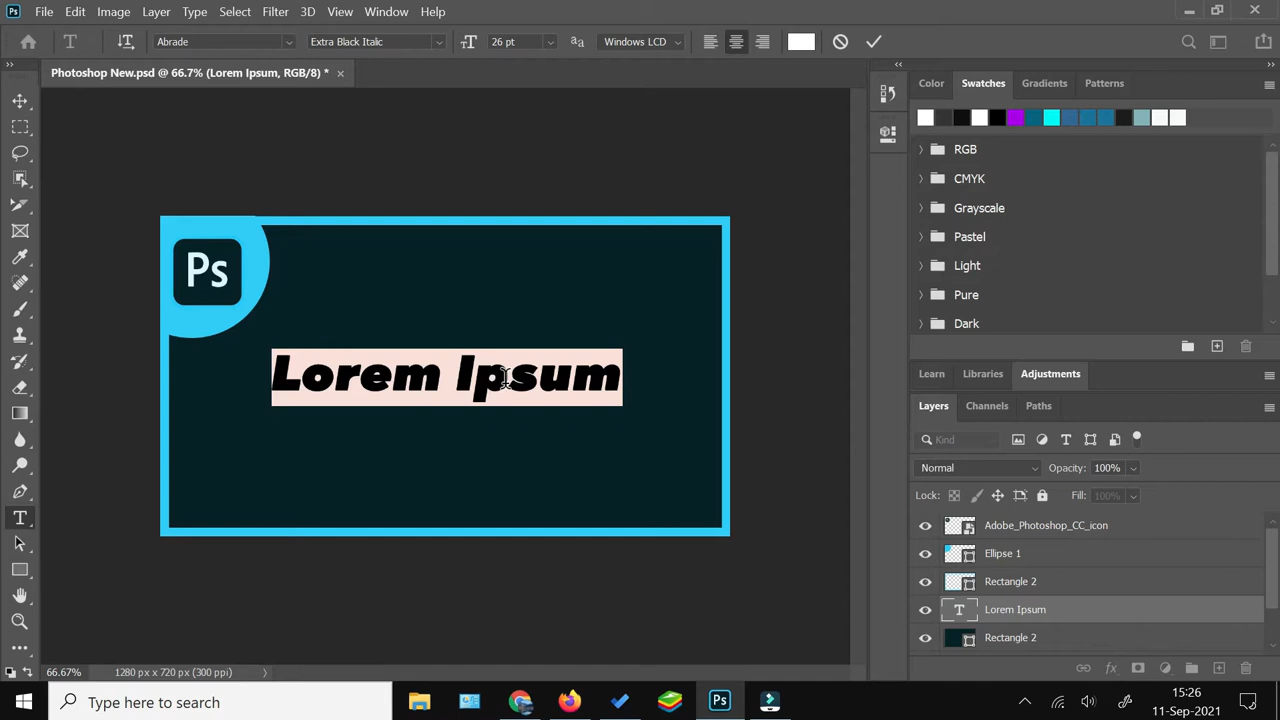 Ps File Edit Image Layer Type Select Filter 3D View Window Help
Abrade Extra Black Italic 26 pt Windows LCD
Photoshop New.psd @ 66.7% (Lorem Ipsum, RGB/8) *
Color Swatches Gradients Patterns
RGB
CMYK
Grayscale
Pastel
Light
Pure
Dark
Ps
Lorem Ipsum
Learn Libraries Adjustments
Layers Channels Paths
Kind
Normal Opacity: 100%
Lock: Fill: 100%
Adobe_Photoshop_CC_icon
Ellipse 1
Rectangle 2
T Lorem Ipsum
Rectangle 2
66.67% 1280 px x 720 px (300 ppi)
Type here to search
Ps
15:26
11-Sep-2021